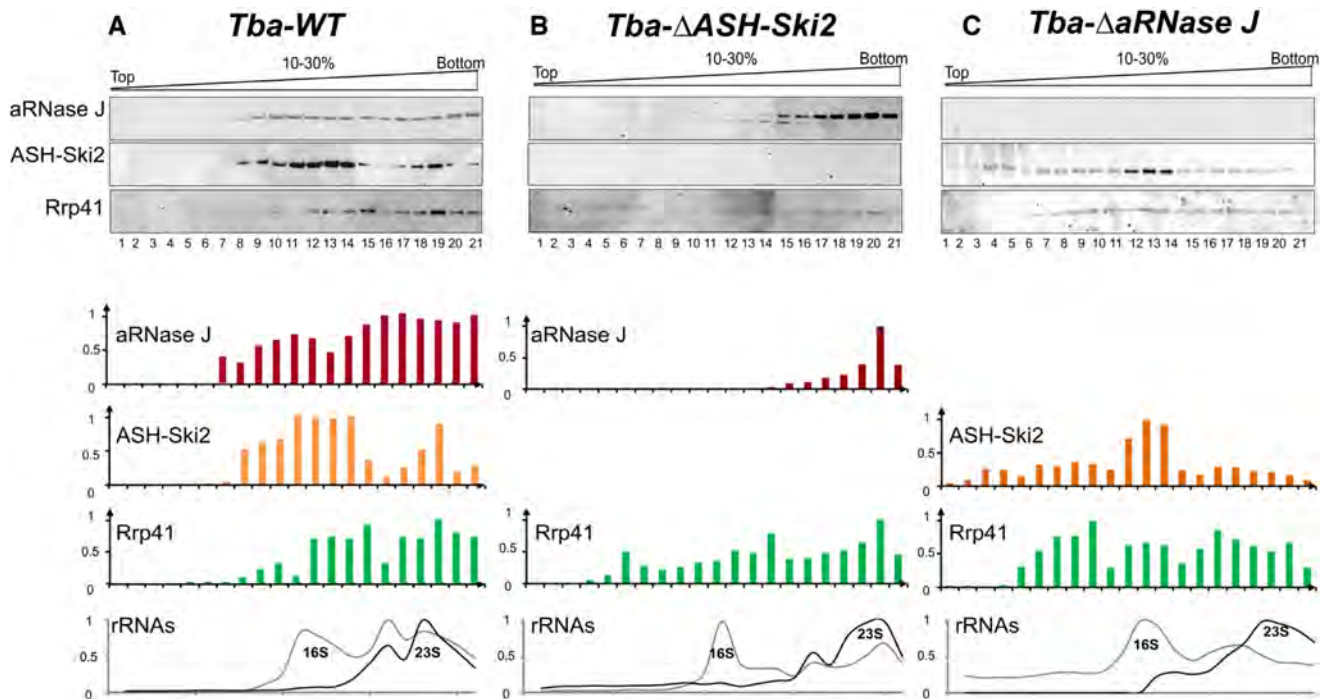 A Tba-WT
B Tba-ΔASH-Ski2
C Tba-ΔaRNase J
Top 10-30% Bottom
Top 10-30% Bottom
Top 10-30% Bottom
aRNase J
ASH-Ski2
Rrp41
1 2 3 4 5 6 7 8 9 10 11 12 13 14 15 16 17 18 19 20 21
1 2 3 4 5 6 7 8 9 10 11 12 13 14 15 16 17 18 19 20 21
1 2 3 4 5 6 7 8 9 10 11 12 13 14 15 16 17 18 19 20 21
1 0.5 0 aRNase J
1 0.5 0 aRNase J
1 0.5 0 ASH-Ski2
1 0.5 0 ASH-Ski2
1 0.5 0 Rrp41
1 0.5 0 Rrp41
1 0.5 0 Rrp41
1 0.5 0 rRNAs 16S 23S
1 0.5 0 rRNAs 16S 23S
1 0.5 0 rRNAs 16S 23S